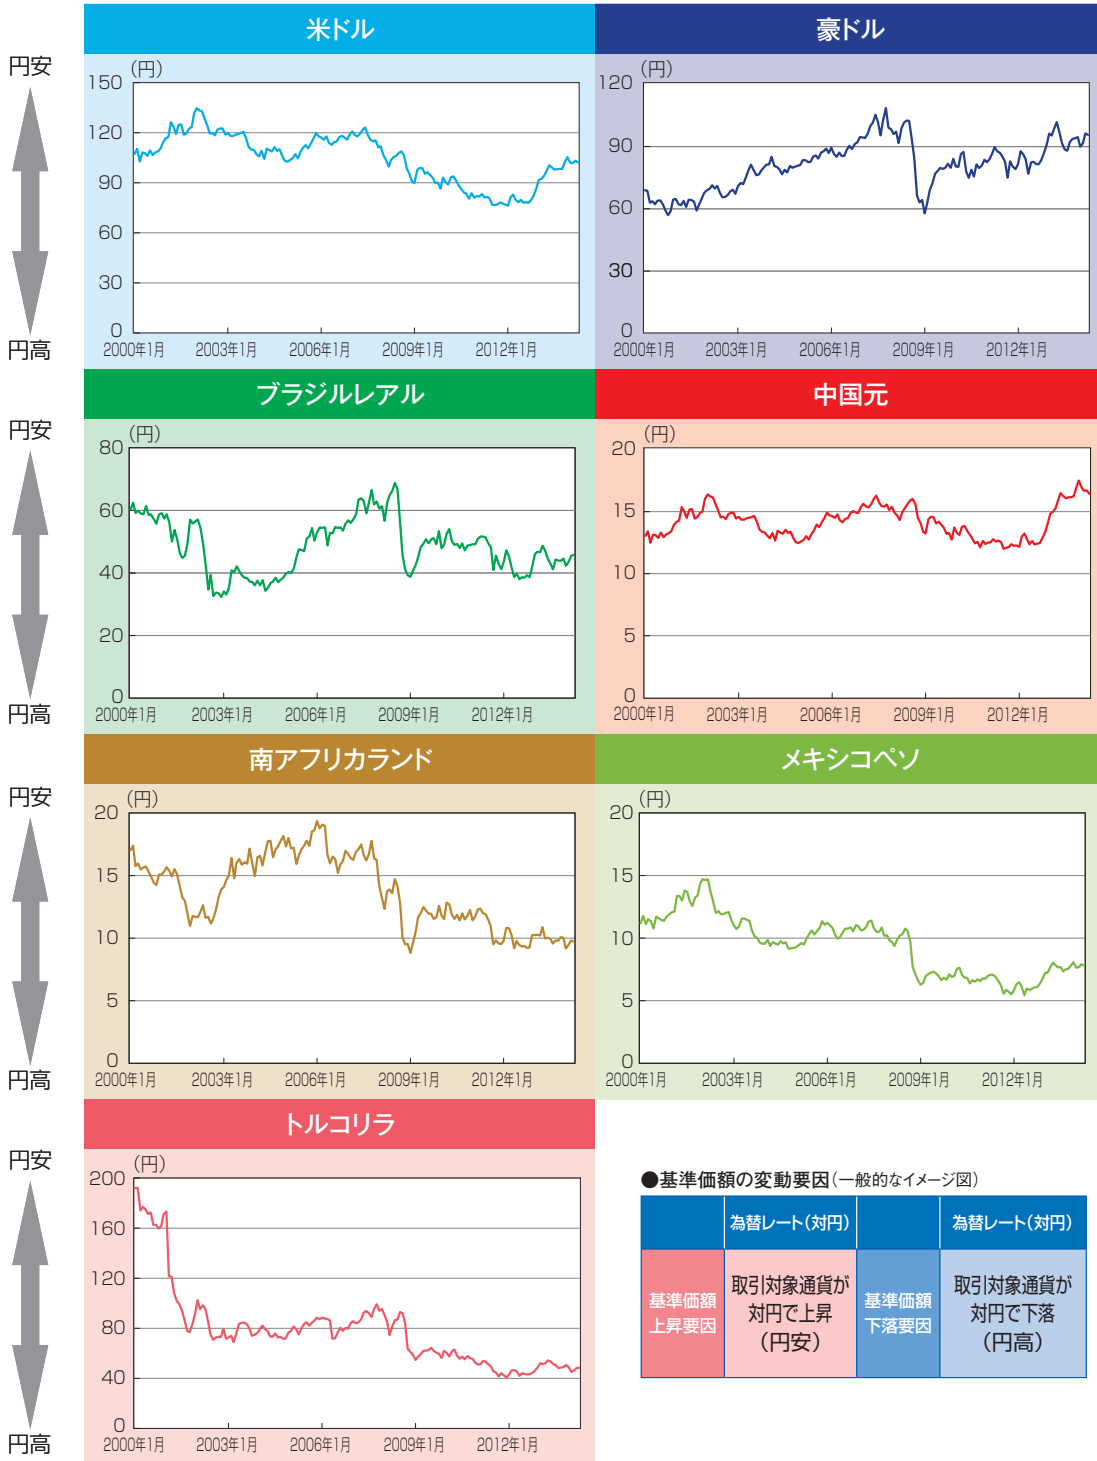 米ドル
豪ドル
円安
円高
(円)
150
120
90
60
30
0
2000年1月 2003年1月 2006年1月 2009年1月 2012年1月
(円)
120
90
60
30
0
2000年1月 2003年1月 2006年1月 2009年1月 2012年1月
ブラジルレアル
中国元
円安
円高
(円)
80
60
40
20
0
2000年1月 2003年1月 2006年1月 2009年1月 2012年1月
(円)
20
15
10
5
0
2000年1月 2003年1月 2006年1月 2009年1月 2012年1月
南アフリカランド
メキシコペソ
円安
円高
(円)
20
15
10
5
0
2000年1月 2003年1月 2006年1月 2009年1月 2012年1月
(円)
20
15
10
5
0
2000年1月 2003年1月 2006年1月 2009年1月 2012年1月
トルコリラ
円安
円高
(円)
200
160
120
80
40
0
2000年1月 2003年1月 2006年1月 2009年1月 2012年1月
●基準価額の変動要因(一般的なイメージ図)
為替レート(対円)
為替レート(対円)
基準価額
上昇要因
取引対象通貨が
対円で上昇
(円安)
基準価額
下落要因
取引対象通貨が
対円で下落
(円高)